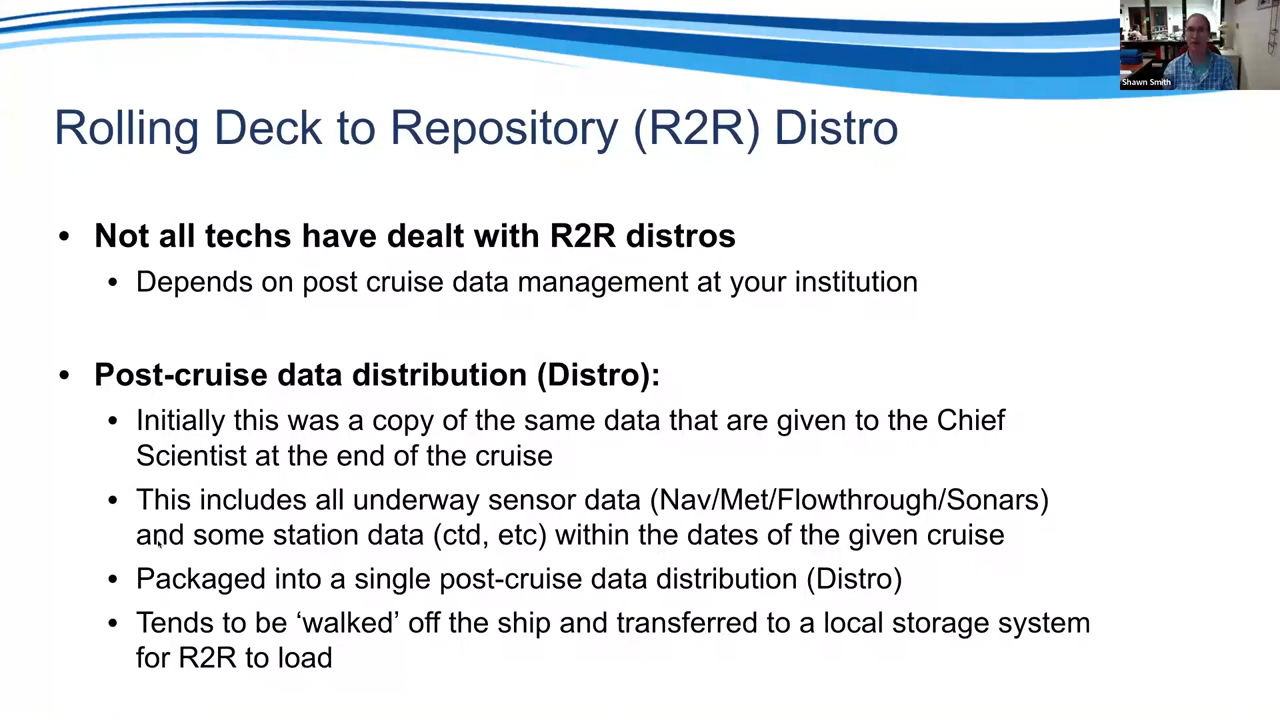 Shawn Smith
Rolling Deck to Repository (R2R) Distro
• Not all techs have dealt with R2R distros
• Depends on post cruise data management at your institution
• Post-cruise data distribution (Distro):
• Initially this was a copy of the same data that are given to the Chief
Scientist at the end of the cruise
• This includes all underway sensor data (Nav/Met/Flowthrough/Sonars)
and some station data (ctd, etc) within the dates of the given cruise
• Packaged into a single post-cruise data distribution (Distro)
• Tends to be ‘walked’ off the ship and transferred to a local storage system
for R2R to load